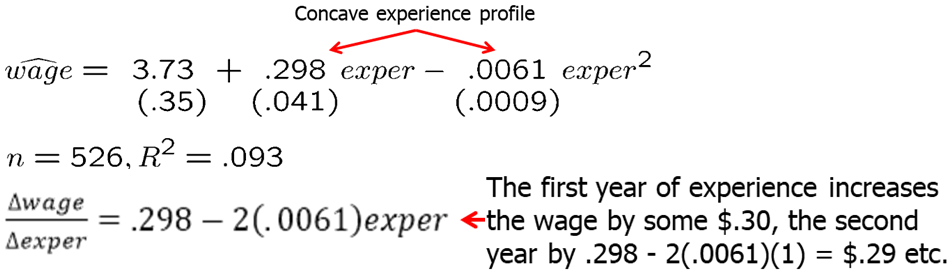 Concave experience profile
\widehat{wage} = 3.73 + .298 exper − .0061 exper²
(.35) (.041) (.0009)
n = 526, R² = .093
Δwage/Δexper = .298 − 2(.0061)exper
The first year of experience increases
the wage by some $.30, the second
year by .298 - 2(.0061)(1) = $.29 etc.